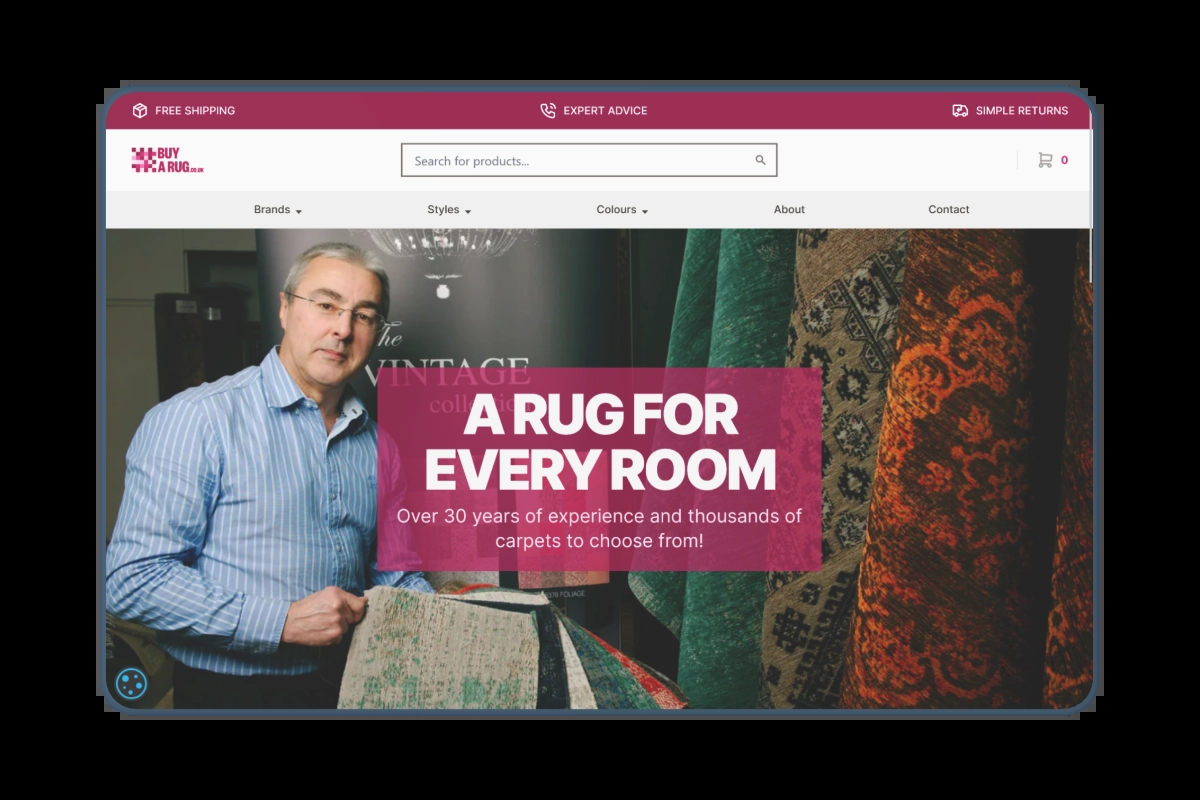 FREE SHIPPING
EXPERT ADVICE
SIMPLE RETURNS
BUY
A RUG.CO.UK
Search for products...
0
Brands
Styles
Colours
About
Contact
The
VINTAGE
A RUG FOR
EVERY ROOM
Over 30 years of experience and thousands of
carpets to choose from!
FOLIAGE